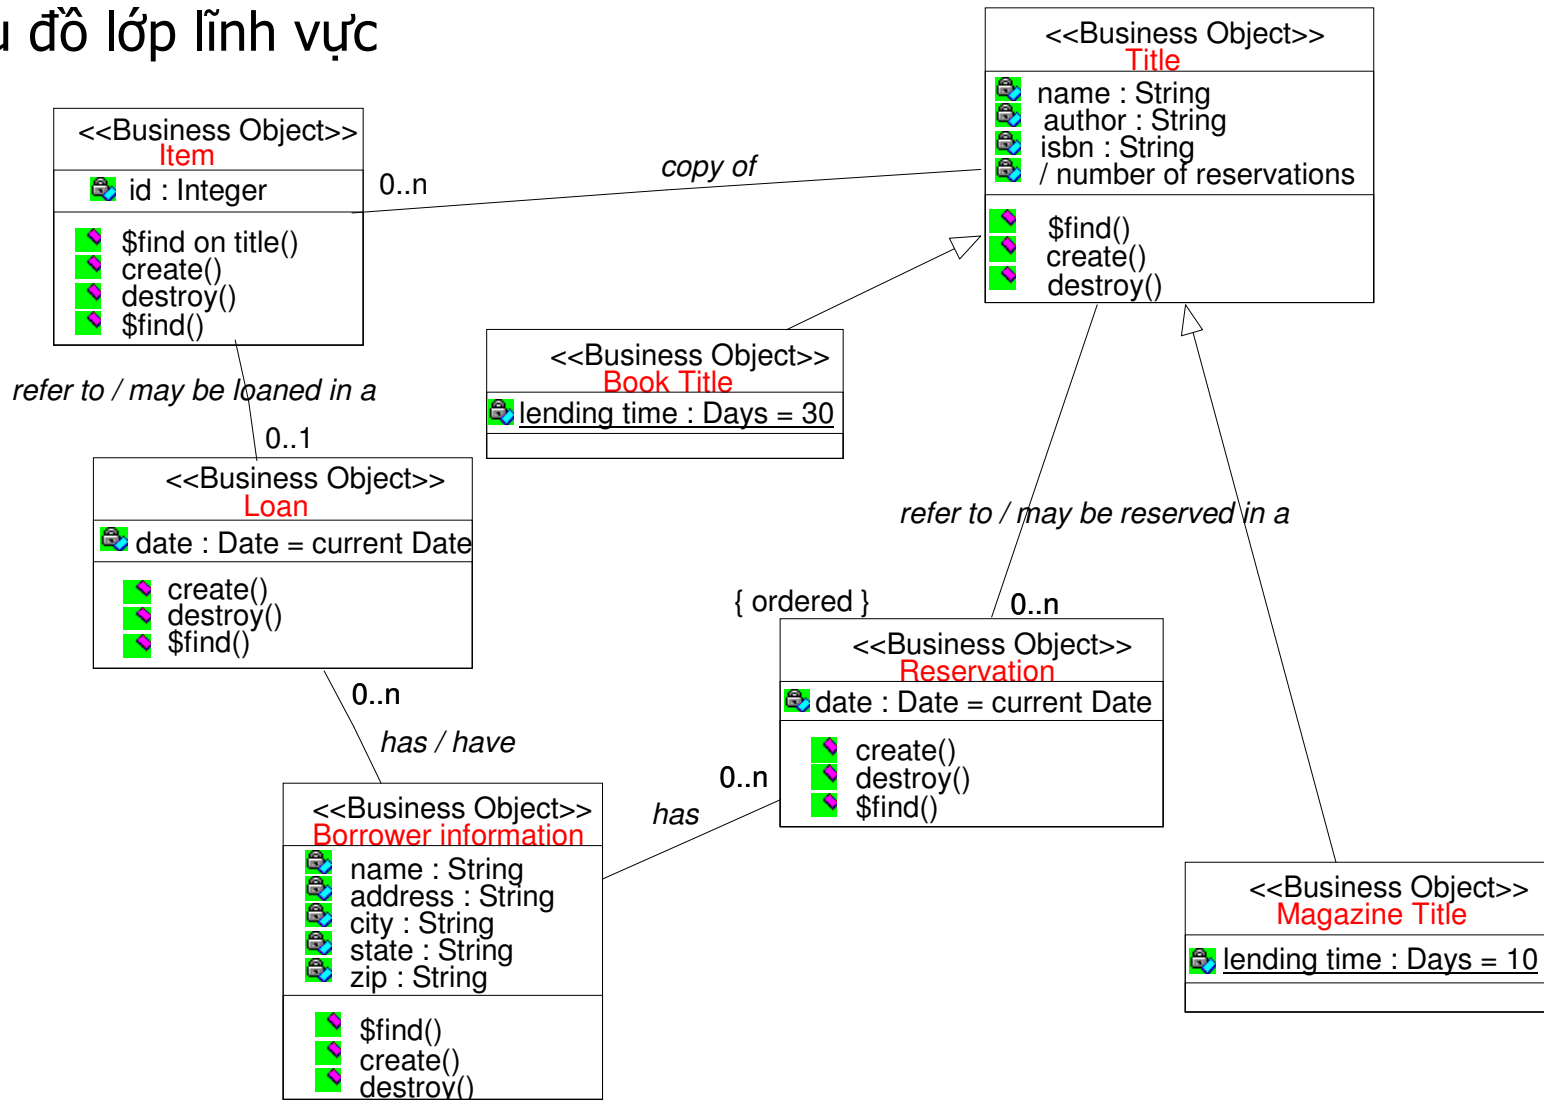 đồ lớp lĩnh vực
<<Business Object>>
Title
name : String
author : String
isbn : String
/ number of reservations
$find()
create()
destroy()
<<Business Object>>
Item
id : Integer
$find on title()
create()
destroy()
$find()
0..n
copy of
<<Business Object>>
Book Title
lending time : Days = 30
refer to / may be loaned in a
0..1
<<Business Object>>
Loan
date : Date = current Date
create()
destroy()
$find()
refer to / may be reserved in a
{ ordered }
0..n
<<Business Object>>
Reservation
date : Date = current Date
create()
destroy()
$find()
0..n
has / have
0..n
has
<<Business Object>>
Borrower information
name : String
address : String
city : String
state : String
zip : String
$find()
create()
destroy()
<<Business Object>>
Magazine Title
lending time : Days = 10